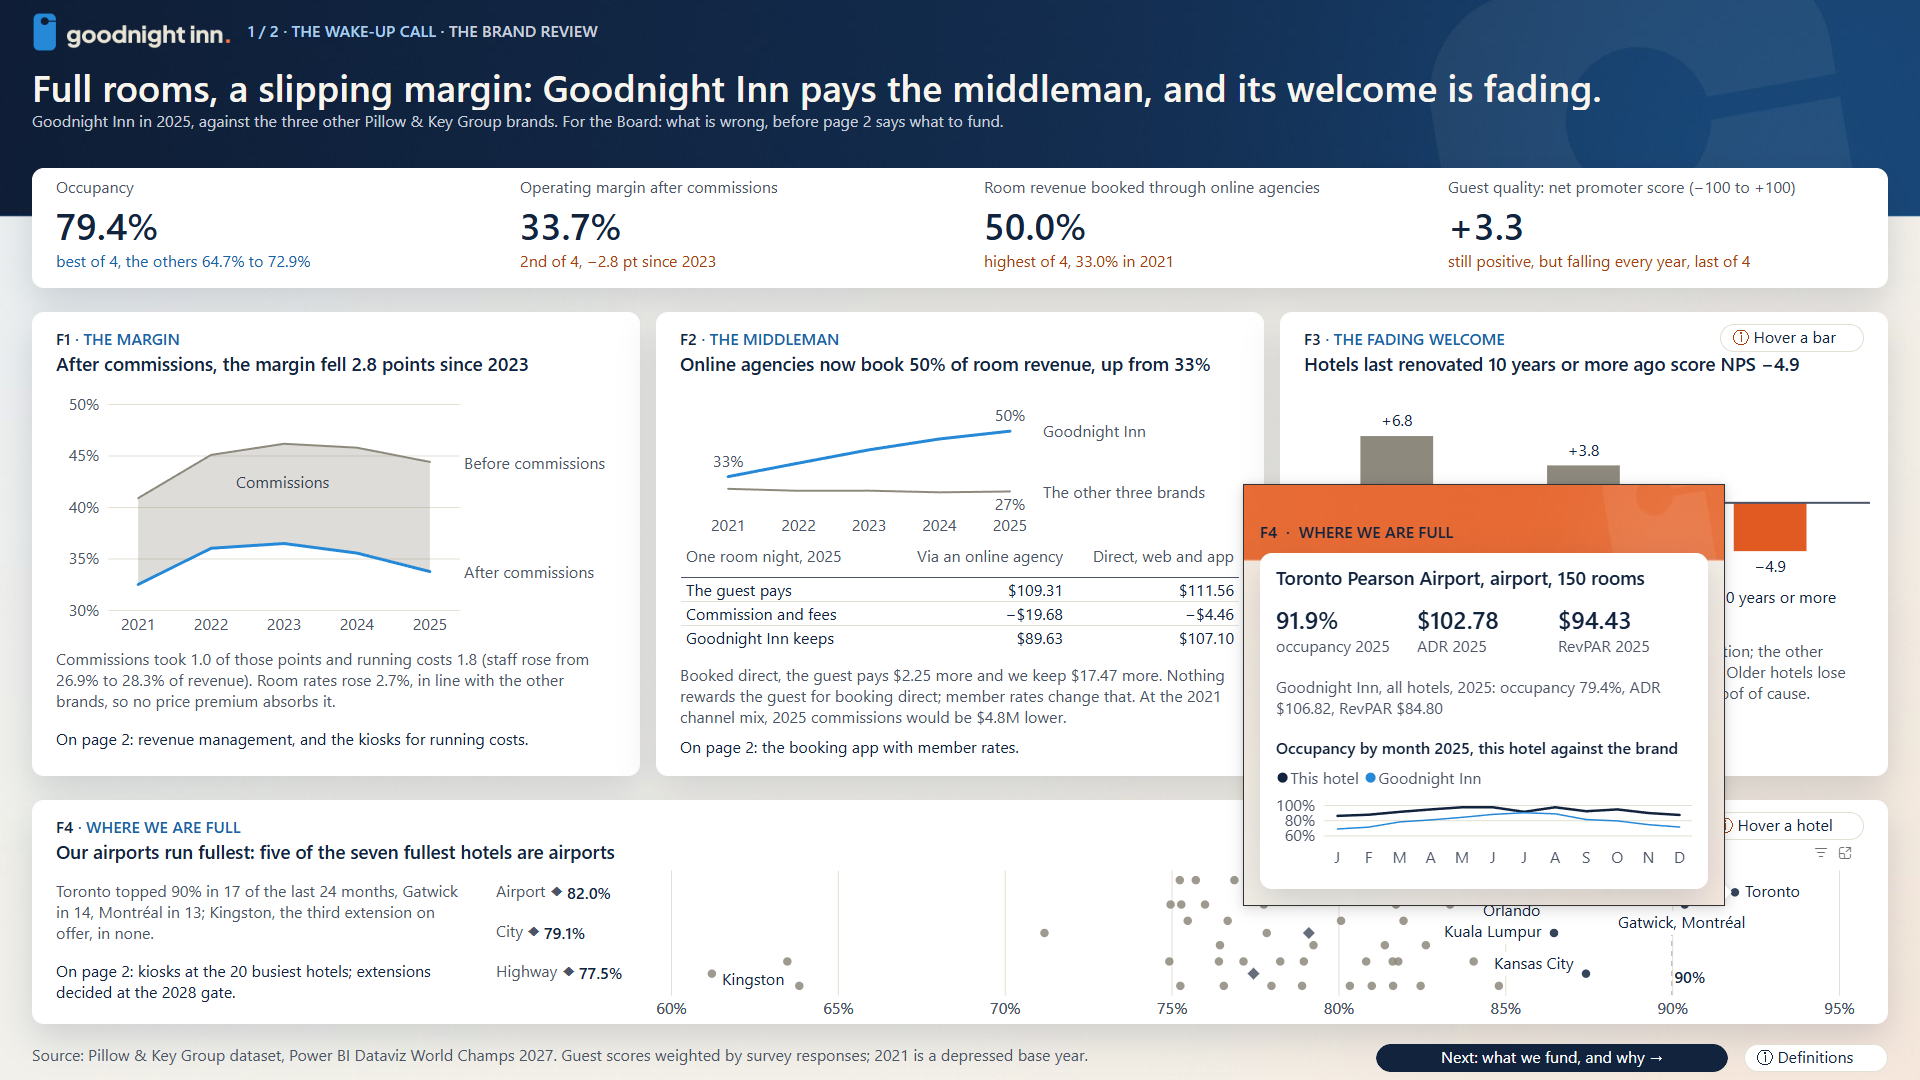 goodnight inn.
1 / 2 · THE WAKE-UP CALL · THE BRAND REVIEW
Full rooms, a slipping margin: Goodnight Inn pays the middleman, and its welcome is fading.
Goodnight Inn in 2025, against the three other Pillow & Key Group brands. For the Board: what is wrong, before page 2 says what to fund.
Occupancy
79.4%
best of 4, the others 64.7% to 72.9%
Operating margin after commissions
33.7%
2nd of 4, −2.8 pt since 2023
Room revenue booked through online agencies
50.0%
highest of 4, 33.0% in 2021
Guest quality: net promoter score (−100 to +100)
+3.3
still positive, but falling every year, last of 4
F1 · THE MARGIN
After commissions, the margin fell 2.8 points since 2023
50%
45%
40%
35%
30%
Commissions
Before commissions
After commissions
2021 2022 2023 2024 2025
Commissions took 1.0 of those points and running costs 1.8 (staff rose from
26.9% to 28.3% of revenue). Room rates rose 2.7%, in line with the other
brands, so no price premium absorbs it.
On page 2: revenue management, and the kiosks for running costs.
F2 · THE MIDDLEMAN
Online agencies now book 50% of room revenue, up from 33%
33%
50%
Goodnight Inn
The other three brands
27%
2021 2022 2023 2024 2025
One room night, 2025 Via an online agency Direct, web and app
The guest pays $109.31 $111.56
Commission and fees −$19.68 −$4.46
Goodnight Inn keeps $89.63 $107.10
Booked direct, the guest pays $2.25 more and we keep $17.47 more. Nothing
rewards the guest for booking direct; member rates change that. At the 2021
channel mix, 2025 commissions would be $4.8M lower.
On page 2: the booking app with member rates.
F3 · THE FADING WELCOME
Hover a bar
Hotels last renovated 10 years or more ago score NPS −4.9
+6.8
+3.8
−4.9
0 years or more
tion; the other
Older hotels lose
oof of cause.
F4 · WHERE WE ARE FULL
Toronto Pearson Airport, airport, 150 rooms
91.9% $102.78 $94.43
occupancy 2025 ADR 2025 RevPAR 2025
Goodnight Inn, all hotels, 2025: occupancy 79.4%, ADR
$106.82, RevPAR $84.80
Occupancy by month 2025, this hotel against the brand
This hotel Goodnight Inn
100%
80%
60%
J F M A M J J A S O N D
F4 · WHERE WE ARE FULL
Hover a hotel
Our airports run fullest: five of the seven fullest hotels are airports
Toronto topped 90% in 17 of the last 24 months, Gatwick
in 14, Montréal in 13; Kingston, the third extension on
offer, in none.
On page 2: kiosks at the 20 busiest hotels; extensions
decided at the 2028 gate.
Airport 82.0%
City 79.1%
Highway 77.5%
Toronto
Orlando
Gatwick, Montréal
Kuala Lumpur
Kansas City
Kingston
90%
60% 65% 70% 75% 80% 85% 90% 95%
Source: Pillow & Key Group dataset, Power BI Dataviz World Champs 2027. Guest scores weighted by survey responses; 2021 is a depressed base year.
Next: what we fund, and why →
Definitions